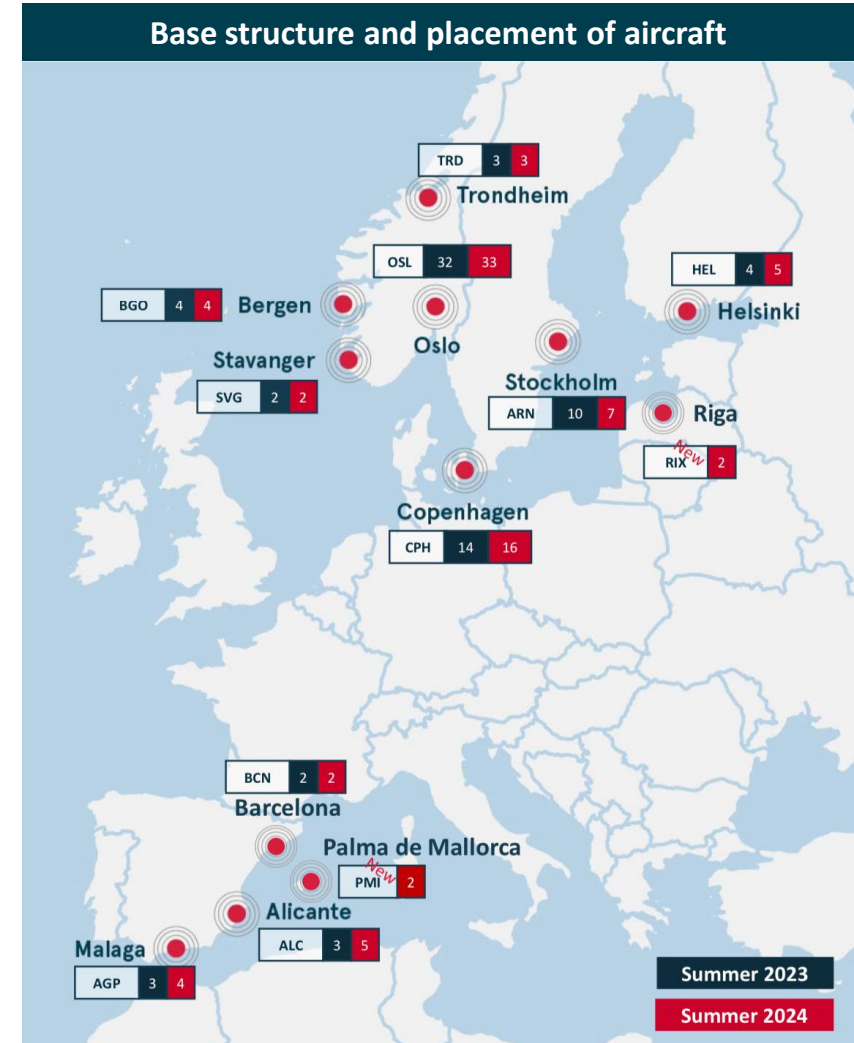 Base structure and placement of aircraft
TRD 3 3
Trondheim
OSL 32 33
Oslo
HEL 4 5
Helsinki
BGO 4 4
Bergen
Stavanger
SVG 2 2
Stockholm
ARN 10 7
Riga
New
RIX 2
Copenhagen
CPH 14 16
BCN 2 2
Barcelona
Palma de Mallorca
New
PMI 2
Alicante
ALC 3 5
Malaga
AGP 3 4
Summer 2023
Summer 2024